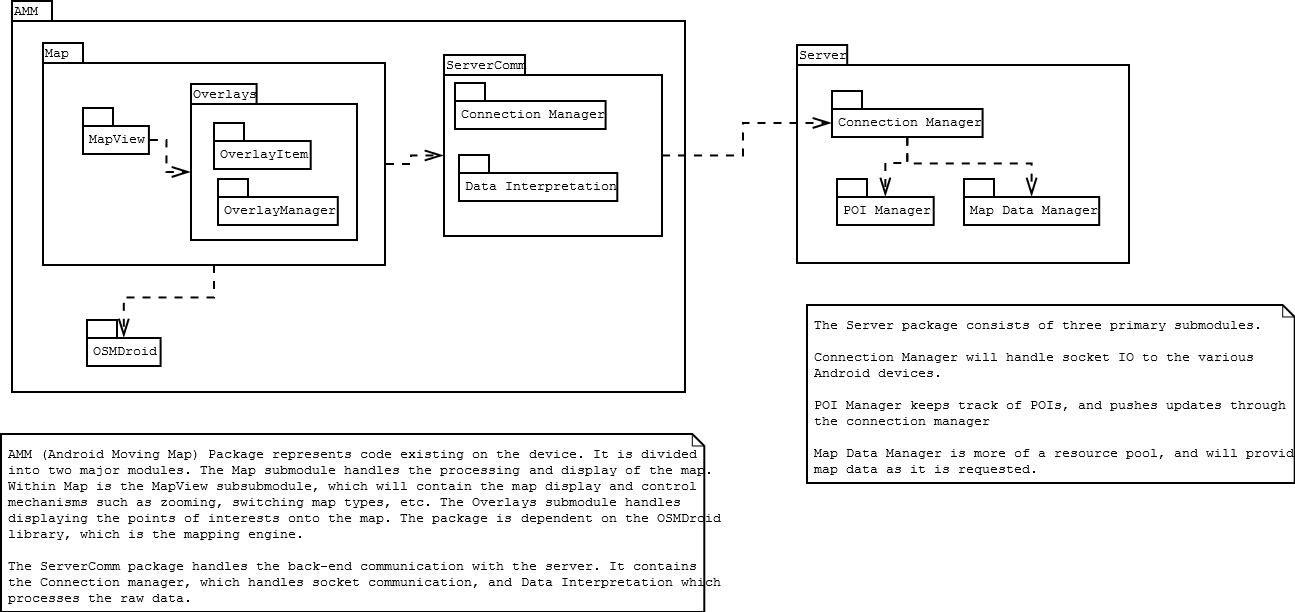 AMM
Map
Overlays
MapView
OverlayItem
OverlayManager
OSMDroid
ServerComm
Connection Manager
Data Interpretation
Server
Connection Manager
POI Manager
Map Data Manager
The Server package consists of three primary submodules.
Connection Manager will handle socket IO to the various
Android devices.
POI Manager keeps track of POIs, and pushes updates through
the connection manager
Map Data Manager is more of a resource pool, and will provid
map data as it is requested.
AMM (Android Moving Map) Package represents code existing on the device. It is divided
into two major modules. The Map submodule handles the processing and display of the map.
Within Map is the MapView subsubmodule, which will contain the map display and control
mechanisms such as zooming, switching map types, etc. The Overlays submodule handles
displaying the points of interests onto the map. The package is dependent on the OSMDroid
library, which is the mapping engine.
The ServerComm package handles the back-end communication with the server. It contains
the Connection manager, which handles socket communication, and Data Interpretation which
processes the raw data.